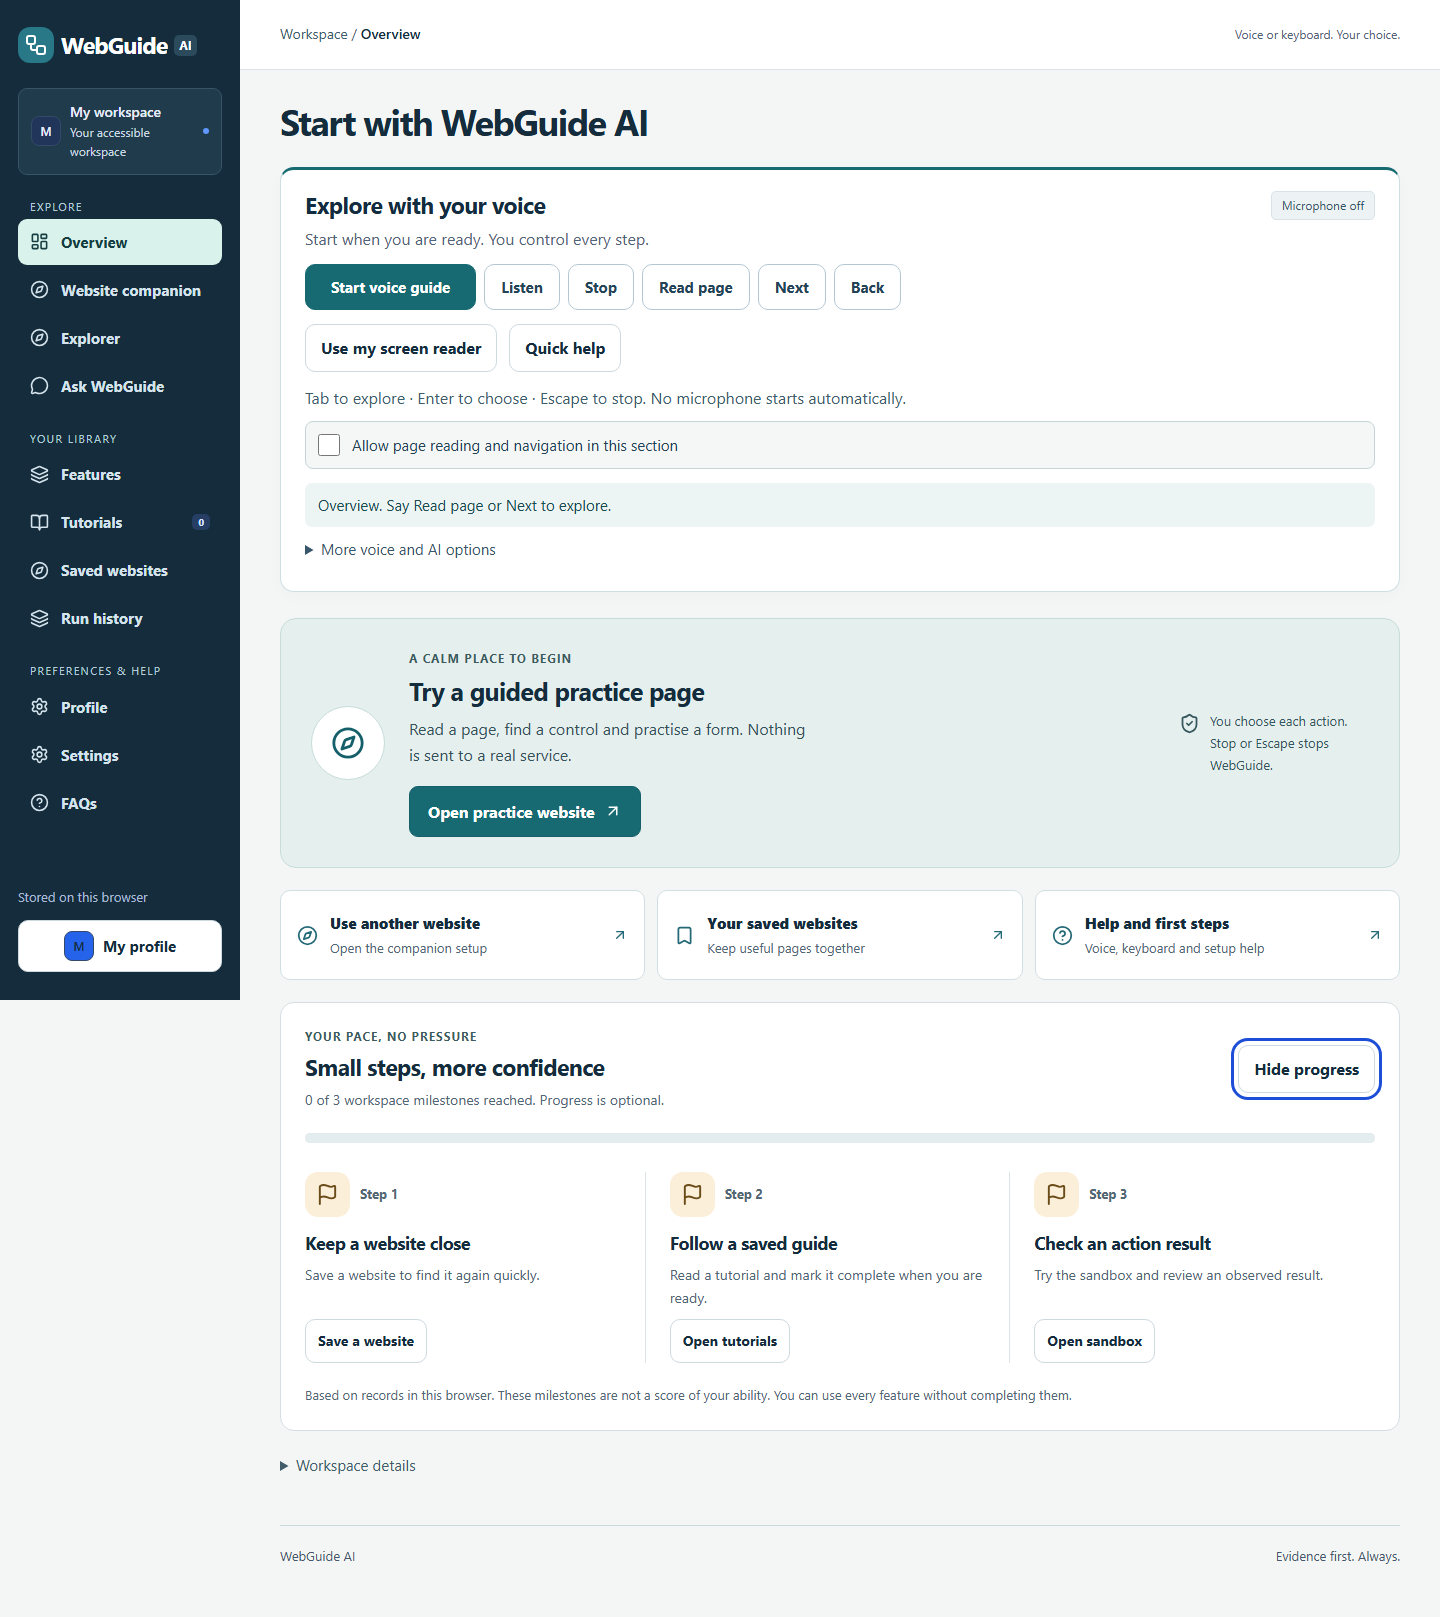 WebGuide AI
M
My workspace
Your accessible
workspace
EXPLORE
Overview
Website companion
Explorer
Ask WebGuide
YOUR LIBRARY
Features
Tutorials 0
Saved websites
Run history
PREFERENCES & HELP
Profile
Settings
FAQs
Stored on this browser
M My profile
Workspace / Overview
Voice or keyboard. Your choice.
Start with WebGuide AI
Explore with your voice
Microphone off
Start when you are ready. You control every step.
Start voice guide Listen Stop Read page Next Back
Use my screen reader Quick help
Tab to explore · Enter to choose · Escape to stop. No microphone starts automatically.
Allow page reading and navigation in this section
Overview. Say Read page or Next to explore.
More voice and AI options
A CALM PLACE TO BEGIN
Try a guided practice page
Read a page, find a control and practise a form. Nothing
is sent to a real service.
Open practice website
You choose each action.
Stop or Escape stops
WebGuide.
Use another website
Open the companion setup
Your saved websites
Keep useful pages together
Help and first steps
Voice, keyboard and setup help
YOUR PACE, NO PRESSURE
Small steps, more confidence
0 of 3 workspace milestones reached. Progress is optional.
Hide progress
Step 1
Keep a website close
Save a website to find it again quickly.
Save a website
Step 2
Follow a saved guide
Read a tutorial and mark it complete when you are
ready.
Open tutorials
Step 3
Check an action result
Try the sandbox and review an observed result.
Open sandbox
Based on records in this browser. These milestones are not a score of your ability. You can use every feature without completing them.
Workspace details
WebGuide AI
Evidence first. Always.